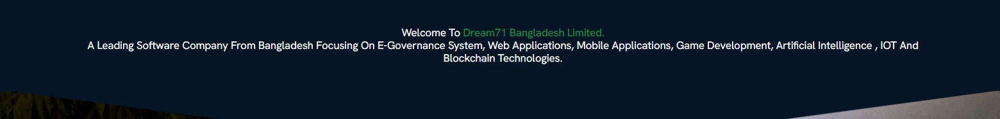 Welcome To Dream71 Bangladesh Limited.
A Leading Software Company From Bangladesh Focusing On E-Governance System, Web Applications, Mobile Applications, Game Development, Artificial Intelligence , IOT And
Blockchain Technologies.